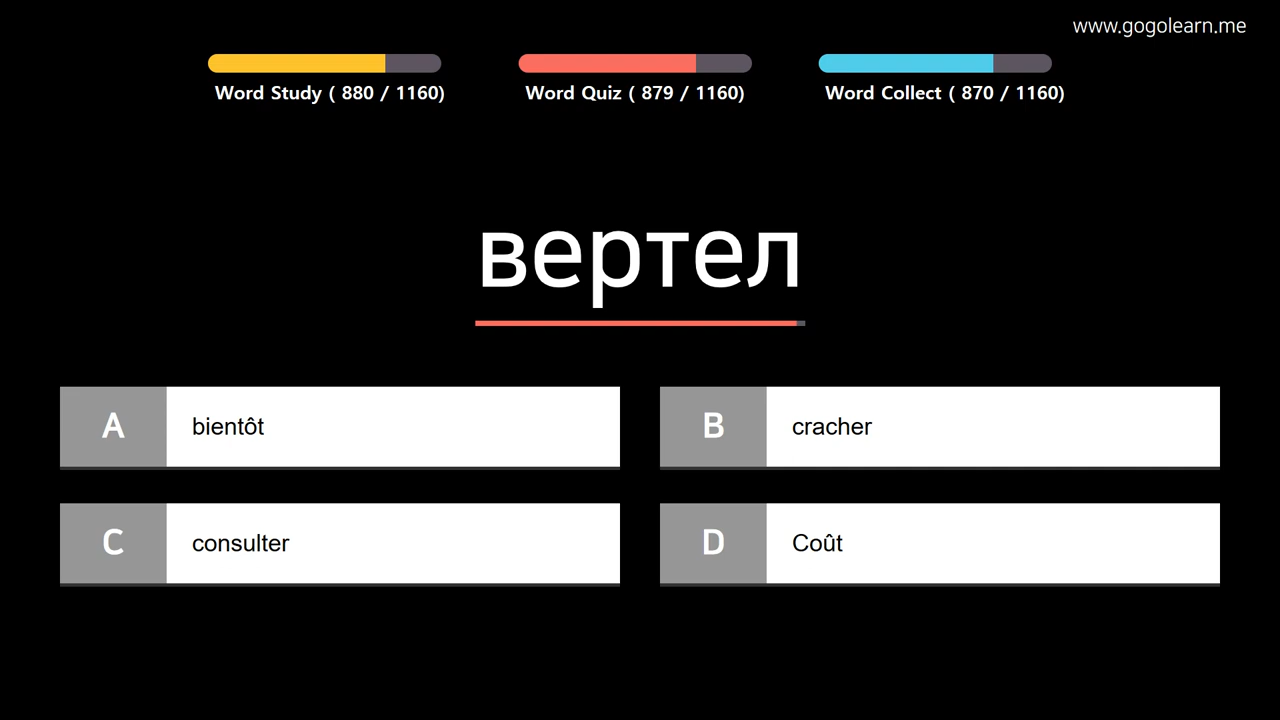 www.gogolearn.me
Word Study ( 880 / 1160)
Word Quiz ( 879 / 1160)
Word Collect ( 870 / 1160)
вертел
A bientôt
B cracher
C consulter
D Coût